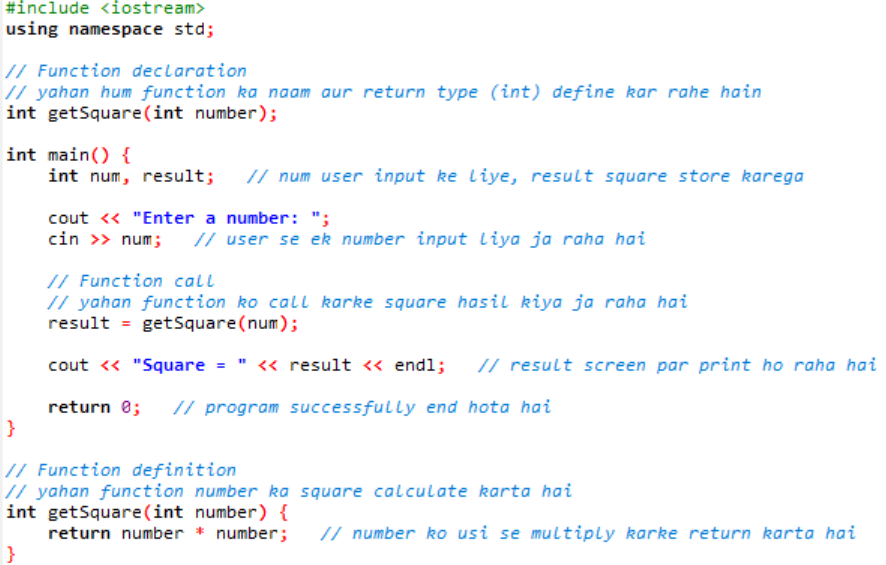 #include <iostream>
using namespace std;
// Function declaration
// yahan hum function ka naam aur return type (int) define kar rahe hain
int getSquare(int number);
int main() {
int num, result;   // num user input ke liye, result square store karega
cout << "Enter a number: ";
cin >> num;   // user se ek number input liya ja raha hai
// Function call
// yahan function ko call karke square hasil kiya ja raha hai
result = getSquare(num);
cout << "Square = " << result << endl;   // result screen par print ho raha hai
return 0;   // program successfully end hota hai
}
// Function definition
// yahan function number ka square calculate karta hai
int getSquare(int number) {
return number * number;   // number ko usi se multiply karke return karta hai
}